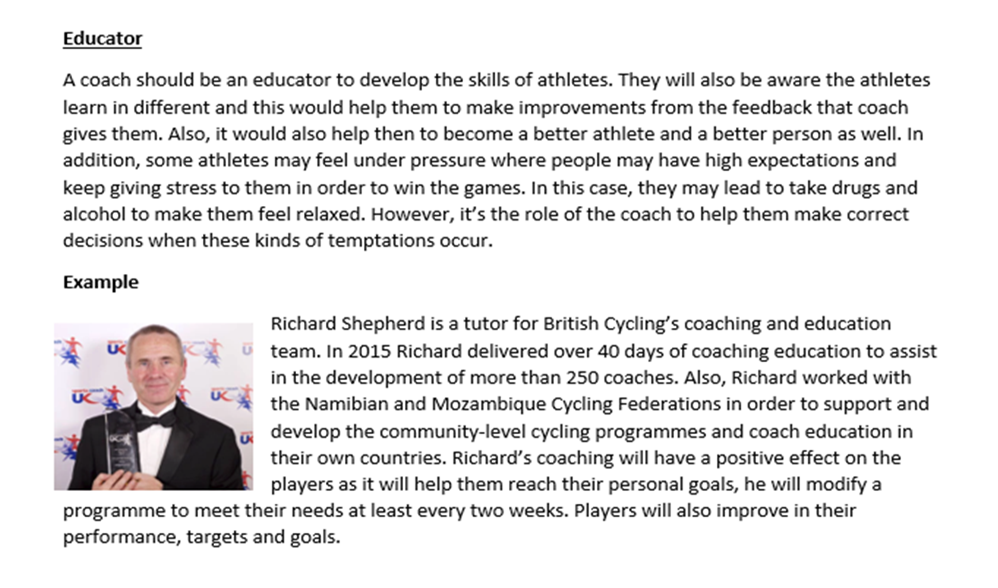 Educator
A coach should be an educator to develop the skills of athletes. They will also be aware the athletes
learn in different and this would help them to make improvements from the feedback that coach
gives them. Also, it would also help then to become a better athlete and a better person as well. In
addition, some athletes may feel under pressure where people may have high expectations and
keep giving stress to them in order to win the games. In this case, they may lead to take drugs and
alcohol to make them feel relaxed. However, it's the role of the coach to help them make correct
decisions when these kinds of temptations occur.
Example
Richard Shepherd is a tutor for British Cycling's coaching and education
team. In 2015 Richard delivered over 40 days of coaching education to assist
in the development of more than 250 coaches. Also, Richard worked with
the Namibian and Mozambique Cycling Federations in order to support and
develop the community-level cycling programmes and coach education in
their own countries. Richard's coaching will have a positive effect on the
players as it will help them reach their personal goals, he will modify a
programme to meet their needs at least every two weeks. Players will also improve in their
performance, targets and goals.